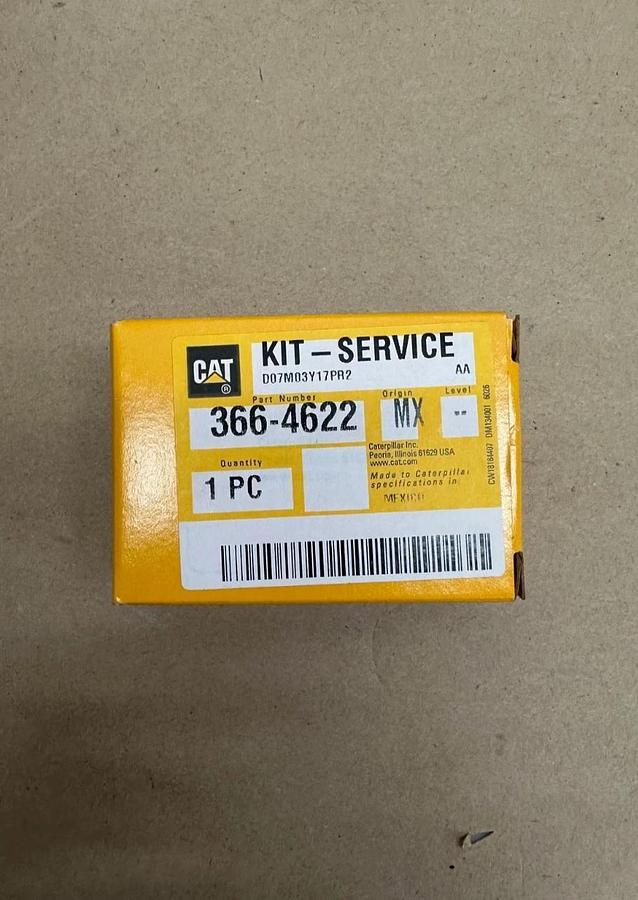 CAT
®
KIT – SERVICE
D07M03Y17PR2 AA
Part Number Origin Level
366-4622 MX --
Quantity
1 PC
Caterpillar Inc.
Peoria, Illinois 61629 USA
www.cat.com
Made to Caterpillar
specifications in
MEXICO